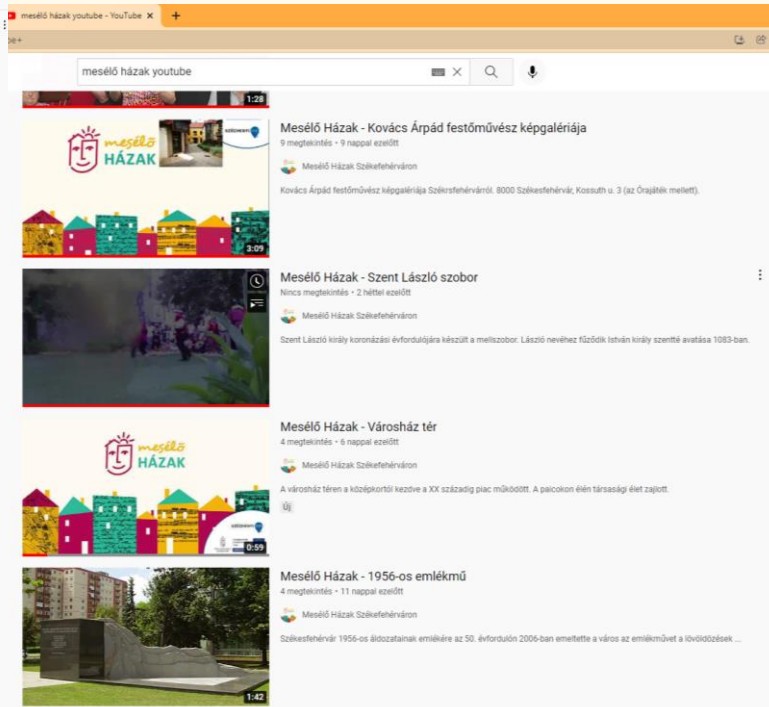 mesélő házak youtube - YouTube
be+
mesélő házak youtube
1:28
mesélő
HÁZAK
3:09
Mesélő Házak - Kovács Árpád festőművész képgalériája
9 megtekintés • 9 nappal ezelőtt
Mesélő Házak Székefehérváron
Kovács Árpád festőművész képgalériája Székrsfehérvárról. 8000 Székesfehérvár, Kossuth u. 3 (az Órajáték mellett).
Mesélő Házak - Szent László szobor
Nincs megtekintés • 2 héttel ezelőtt
Mesélő Házak Székefehérváron
Szent László király koronázási évfordulójára készült a mellszobor. László nevéhez fűződik István király szentté avatása 1083-ban.
mesélő
HÁZAK
0:59
Mesélő Házak - Városház tér
4 megtekintés • 6 nappal ezelőtt
Mesélő Házak Székefehérváron
A városház téren a középkortól kezdve a XX századig piac működött. A paicokon élén társasági élet zajlott.
Új
1:42
Mesélő Házak - 1956-os emlékmű
4 megtekintés • 11 nappal ezelőtt
Mesélő Házak Székefehérváron
Székesfehérvár 1956-os áldozatainak emlékére az 50. évfordulón 2006-ban emeltette a város az emlékművet a lövöldözések ...